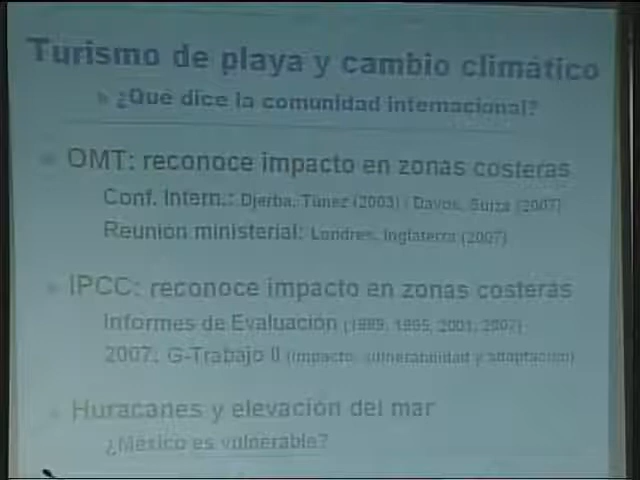 Turismo de playa y cambio climático
¿Qué dice la comunidad internacional?
OMT: reconoce impacto en zonas costeras
Conf. Intern.: Djerba, Túnez (2003) / Davos, Suiza (2007)
Reunión ministerial: Londres, Inglaterra (2007)
IPCC: reconoce impacto en zonas costeras
Informes de Evaluación 1995, 2001, 2007)
2007: G-Trabajo II (impacto, vulnerabilidad y adaptación)
Huracanes y elevación del mar
¿México es vulnerable?